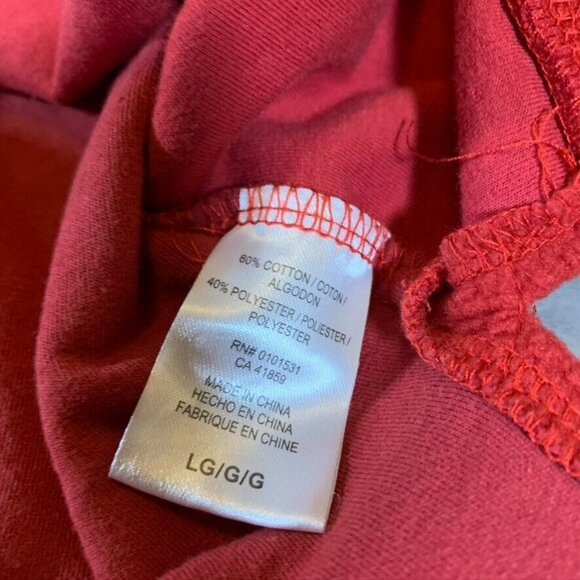 60% COTTON / COTON /
ALGODON
40% POLYESTER / POLIESTER /
POLYESTER
RN# 0101531
CA 41859
MADE IN CHINA
HECHO EN CHINA
FABRIQUE EN CHINE
LG/G/G